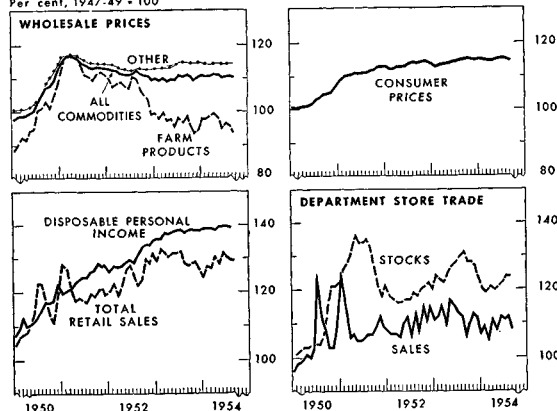 Per cent, 1947-49 = 100
WHOLESALE PRICES
120
OTHER
ALL
COMMODITIES
100
FARM
PRODUCTS
80
120
CONSUMER
PRICES
100
80
DISPOSABLE PERSONAL
INCOME
140
120
TOTAL
RETAIL SALES
100
1950 1952 1954
DEPARTMENT STORE TRADE
140
STOCKS
120
SALES
100
1950 1952 1954